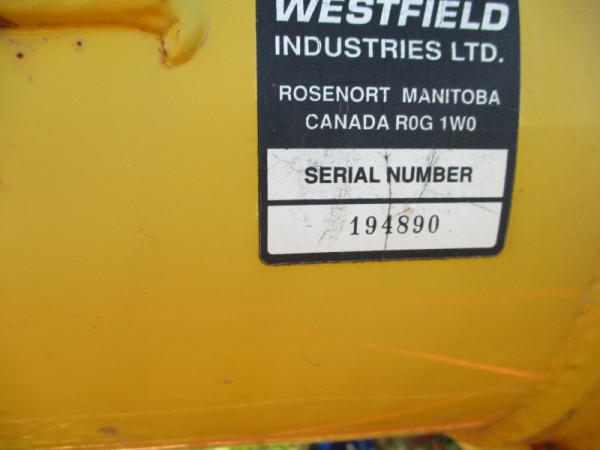 WESTFIELD
INDUSTRIES LTD.
ROSENORT MANITOBA
CANADA R0G 1W0
SERIAL NUMBER
194890